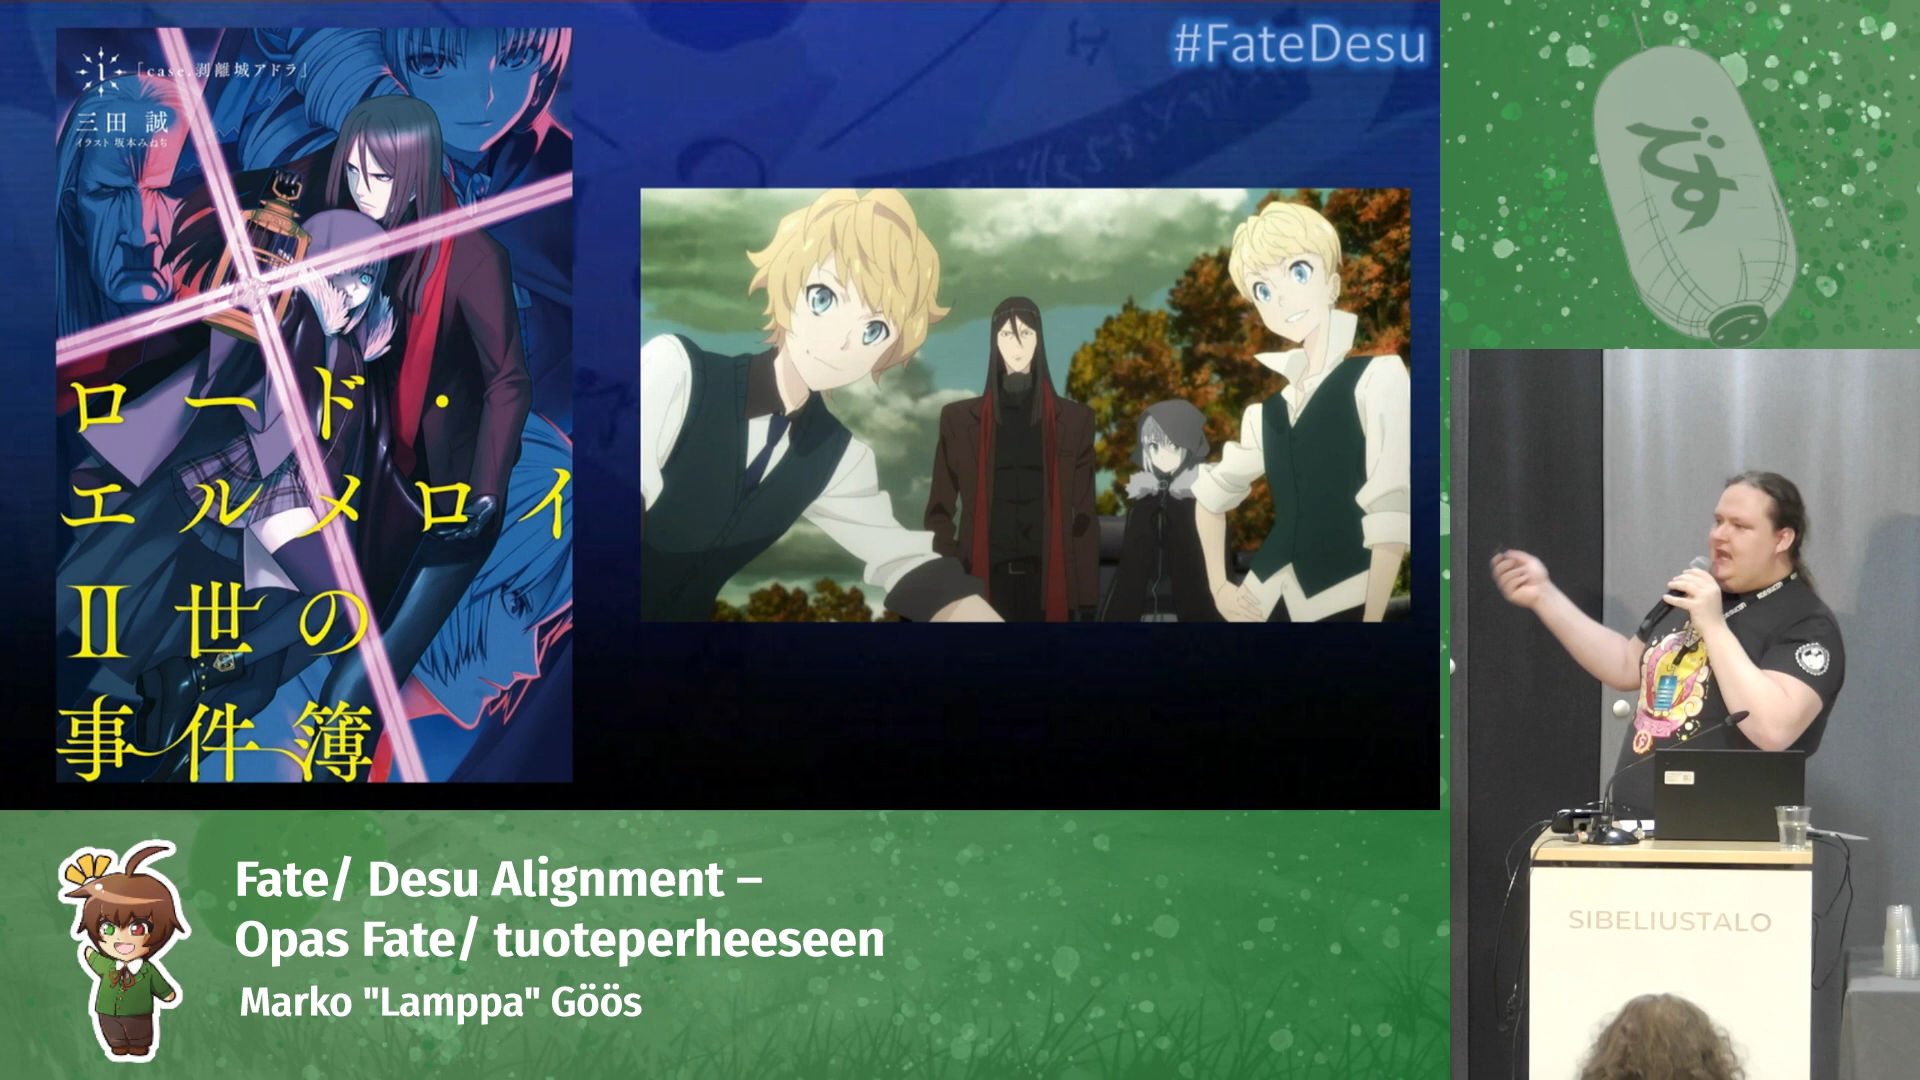 #FateDesu
1
「case.剥離城アドラ」
三田 誠
イラスト 坂本みねぢ
ロード・
エルメロイ
II世の
事件簿
です
Fate/ Desu Alignment –
Opas Fate/ tuoteperheeseen
Marko "Lamppa" Göös
SIBELIUSTALO